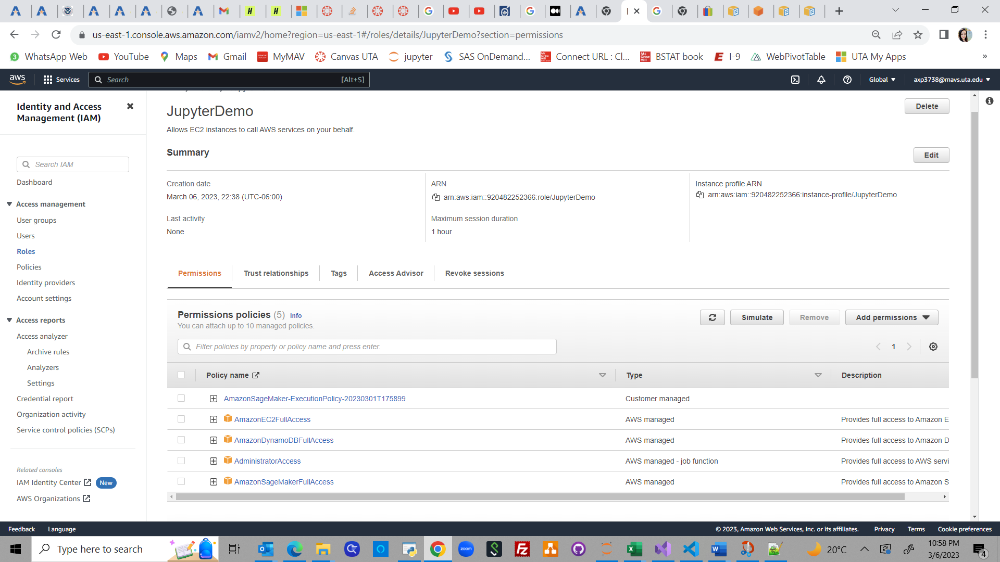 us-east-1.console.aws.amazon.com/iamv2/home?region=us-east-1#/roles/details/JupyterDemo?section=permissions
WhatsApp Web YouTube Maps Gmail MyMAV Canvas UTA jupyter SAS OnDemand... Connect URL : Cl... BSTAT book I-9 WebPivotTable UTA My Apps »
aws Services Search [Alt+S] Global axp3738@mavs.uta.edu
Identity and Access
Management (IAM)
Search IAM
Dashboard
Access management
User groups
Users
Roles
Policies
Identity providers
Account settings
Access reports
Access analyzer
Archive rules
Analyzers
Settings
Credential report
Organization activity
Service control policies (SCPs)
Related consoles
IAM Identity Center New
AWS Organizations
JupyterDemo
Delete
Allows EC2 instances to call AWS services on your behalf.
Summary
Edit
Creation date
March 06, 2023, 22:38 (UTC-06:00)
Last activity
None
ARN
arn:aws:iam::920482252366:role/JupyterDemo
Maximum session duration
1 hour
Instance profile ARN
arn:aws:iam::920482252366:instance-profile/JupyterDemo
Permissions Trust relationships Tags Access Advisor Revoke sessions
Permissions policies (5) Info
You can attach up to 10 managed policies.
Simulate Remove Add permissions
Filter policies by property or policy name and press enter.
1
Policy name Type Description
AmazonSageMaker-ExecutionPolicy-20230301T175899 Customer managed
AmazonEC2FullAccess AWS managed Provides full access to Amazon E
AmazonDynamoDBFullAccess AWS managed Provides full access to Amazon D
AdministratorAccess AWS managed - job function Provides full access to AWS servi
AmazonSageMakerFullAccess AWS managed Provides full access to Amazon S
Feedback Language © 2023, Amazon Web Services, Inc. or its affiliates. Privacy Terms Cookie preferences
Type here to search
zoom
20°C
10:58 PM
3/6/2023
4